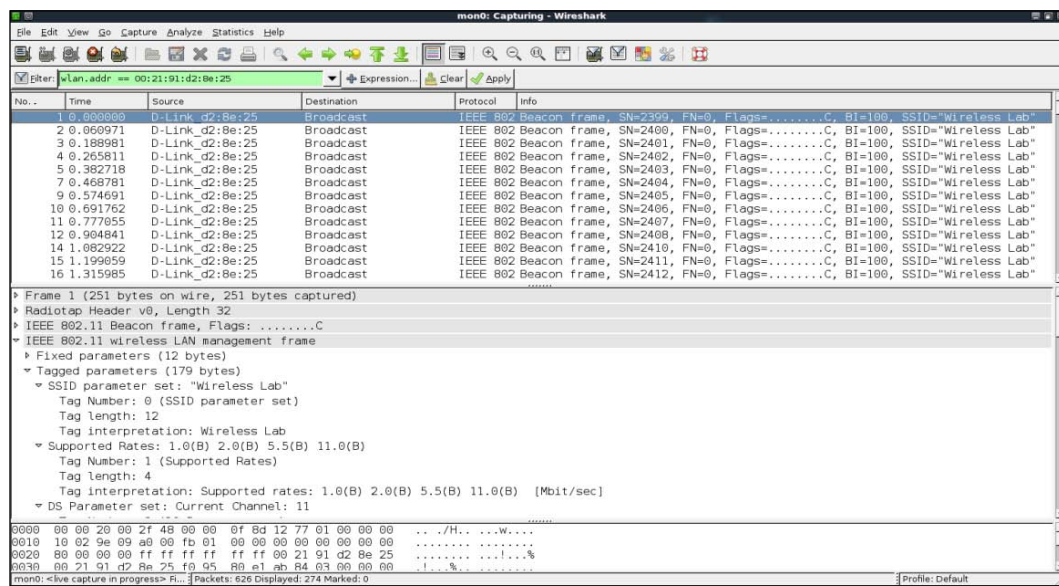 mon0: Capturing - Wireshark
File Edit View Go Capture Analyze Statistics Help
Filter: wlan.addr == 00:21:91:d2:8e:25 Expression... Clear Apply
No. . Time Source Destination Protocol Info
1 0.000000 D-Link_d2:8e:25 Broadcast IEEE 802 Beacon frame, SN=2399, FN=0, Flags=........C, BI=100, SSID="Wireless Lab"
2 0.060971 D-Link_d2:8e:25 Broadcast IEEE 802 Beacon frame, SN=2400, FN=0, Flags=........C, BI=100, SSID="Wireless Lab"
3 0.188981 D-Link_d2:8e:25 Broadcast IEEE 802 Beacon frame, SN=2401, FN=0, Flags=........C, BI=100, SSID="Wireless Lab"
4 0.265811 D-Link_d2:8e:25 Broadcast IEEE 802 Beacon frame, SN=2402, FN=0, Flags=........C, BI=100, SSID="Wireless Lab"
5 0.382718 D-Link_d2:8e:25 Broadcast IEEE 802 Beacon frame, SN=2403, FN=0, Flags=........C, BI=100, SSID="Wireless Lab"
7 0.468781 D-Link_d2:8e:25 Broadcast IEEE 802 Beacon frame, SN=2404, FN=0, Flags=........C, BI=100, SSID="Wireless Lab"
9 0.574691 D-Link_d2:8e:25 Broadcast IEEE 802 Beacon frame, SN=2405, FN=0, Flags=........C, BI=100, SSID="Wireless Lab"
10 0.691762 D-Link_d2:8e:25 Broadcast IEEE 802 Beacon frame, SN=2406, FN=0, Flags=........C, BI=100, SSID="Wireless Lab"
11 0.777055 D-Link_d2:8e:25 Broadcast IEEE 802 Beacon frame, SN=2407, FN=0, Flags=........C, BI=100, SSID="Wireless Lab"
12 0.904841 D-Link_d2:8e:25 Broadcast IEEE 802 Beacon frame, SN=2408, FN=0, Flags=........C, BI=100, SSID="Wireless Lab"
14 1.082922 D-Link_d2:8e:25 Broadcast IEEE 802 Beacon frame, SN=2410, FN=0, Flags=........C, BI=100, SSID="Wireless Lab"
15 1.199059 D-Link_d2:8e:25 Broadcast IEEE 802 Beacon frame, SN=2411, FN=0, Flags=........C, BI=100, SSID="Wireless Lab"
16 1.315985 D-Link_d2:8e:25 Broadcast IEEE 802 Beacon frame, SN=2412, FN=0, Flags=........C, BI=100, SSID="Wireless Lab"
Frame 1 (251 bytes on wire, 251 bytes captured)
Radiotap Header v0, Length 32
IEEE 802.11 Beacon frame, Flags: ........C
IEEE 802.11 wireless LAN management frame
Fixed parameters (12 bytes)
Tagged parameters (179 bytes)
SSID parameter set: "Wireless Lab"
Tag Number: 0 (SSID parameter set)
Tag length: 12
Tag interpretation: Wireless Lab
Supported Rates: 1.0(B) 2.0(B) 5.5(B) 11.0(B)
Tag Number: 1 (Supported Rates)
Tag length: 4
Tag interpretation: Supported rates: 1.0(B) 2.0(B) 5.5(B) 11.0(B) [Mbit/sec]
DS Parameter set: Current Channel: 11
0000 00 00 20 00 2f 48 00 00 0f 8d 12 77 01 00 00 00 .. ./H.. ...w....
0010 10 02 9e 09 a0 00 fb 01 00 00 00 00 00 00 00 00 ........ ........
0020 80 00 00 00 ff ff ff ff ff ff 00 21 91 d2 8e 25 ........ ...!...%
0030 00 21 91 d2 8e 25 f0 95 80 e1 ab 84 03 00 00 00 .!...%.. ........
mon0: <live capture in progress> Fi... Packets: 626 Displayed: 274 Marked: 0 Profile: Default